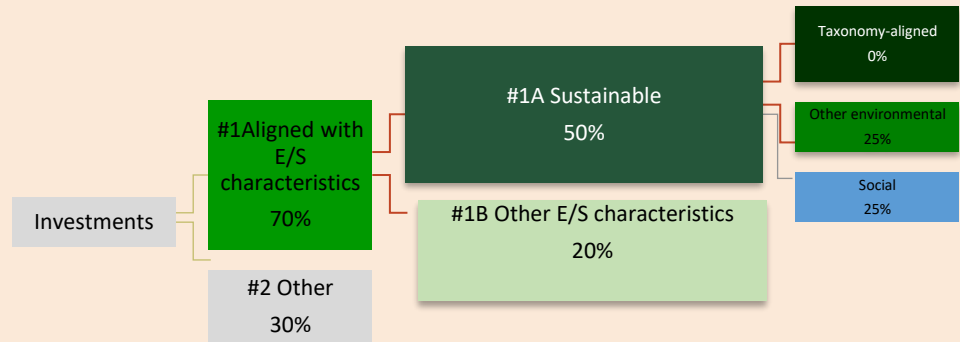 Investments
#1Aligned with
E/S
characteristics
70%
#2 Other
30%
#1A Sustainable
50%
#1B Other E/S characteristics
20%
Taxonomy-aligned
0%
Other environmental
25%
Social
25%